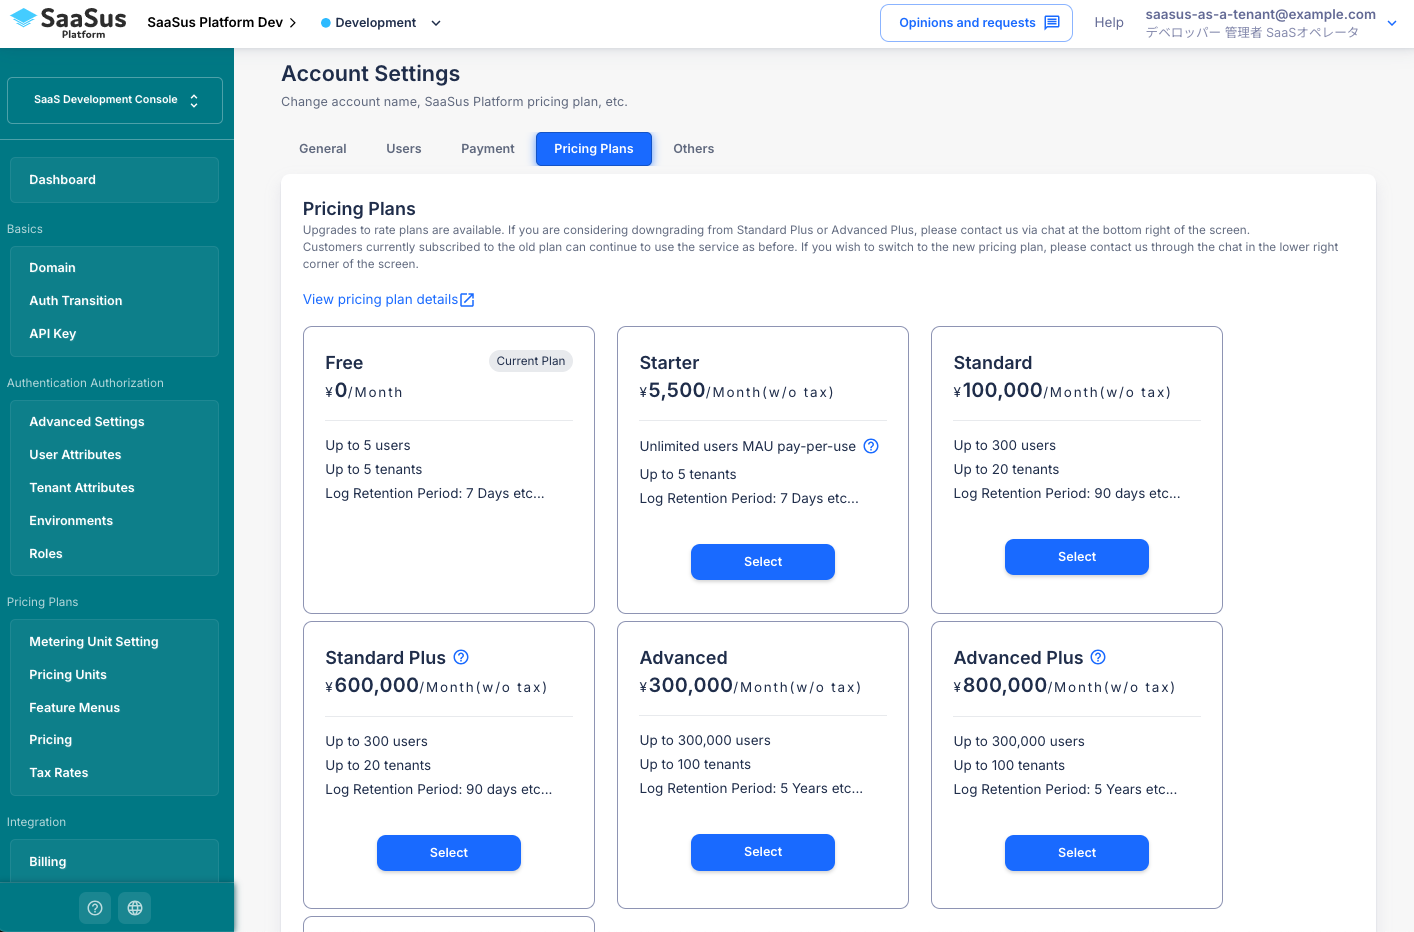 SaaSus
Platform
SaaSus Platform Dev
Development
Opinions and requests
Help
saasus-as-a-tenant@example.com
デベロッパー 管理者 SaaSオペレータ
SaaS Development Console
Dashboard
Basics
Domain
Auth Transition
API Key
Authentication Authorization
Advanced Settings
User Attributes
Tenant Attributes
Environments
Roles
Pricing Plans
Metering Unit Setting
Pricing Units
Feature Menus
Pricing
Tax Rates
Integration
Billing
Account Settings
Change account name, SaaSus Platform pricing plan, etc.
General
Users
Payment
Pricing Plans
Others
Pricing Plans
Upgrades to rate plans are available. If you are considering downgrading from Standard Plus or Advanced Plus, please contact us via chat at the bottom right of the screen.
Customers currently subscribed to the old plan can continue to use the service as before. If you wish to switch to the new pricing plan, please contact us through the chat in the lower right
corner of the screen.
View pricing plan details
Free
Current Plan
¥0/Month
Up to 5 users
Up to 5 tenants
Log Retention Period: 7 Days etc...
Starter
¥5,500/Month(w/o tax)
Unlimited users MAU pay-per-use
Up to 5 tenants
Log Retention Period: 7 Days etc...
Select
Standard
¥100,000/Month(w/o tax)
Up to 300 users
Up to 20 tenants
Log Retention Period: 90 days etc...
Select
Standard Plus
¥600,000/Month(w/o tax)
Up to 300 users
Up to 20 tenants
Log Retention Period: 90 days etc...
Select
Advanced
¥300,000/Month(w/o tax)
Up to 300,000 users
Up to 100 tenants
Log Retention Period: 5 Years etc...
Select
Advanced Plus
¥800,000/Month(w/o tax)
Up to 300,000 users
Up to 100 tenants
Log Retention Period: 5 Years etc...
Select